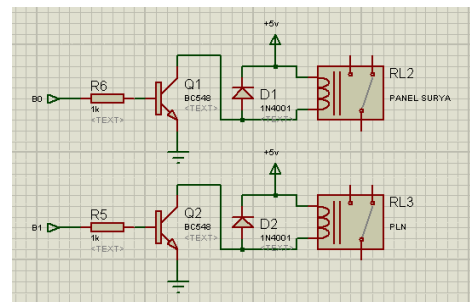 +5v
RL2
PANEL SURYA
Q1
BC548
<TEXT>
D1
1N4001
<TEXT>
R6
1k
<TEXT>
B0
+5v
RL3
PLN
Q2
BC548
<TEXT>
D2
1N4001
<TEXT>
R5
1k
<TEXT>
B1